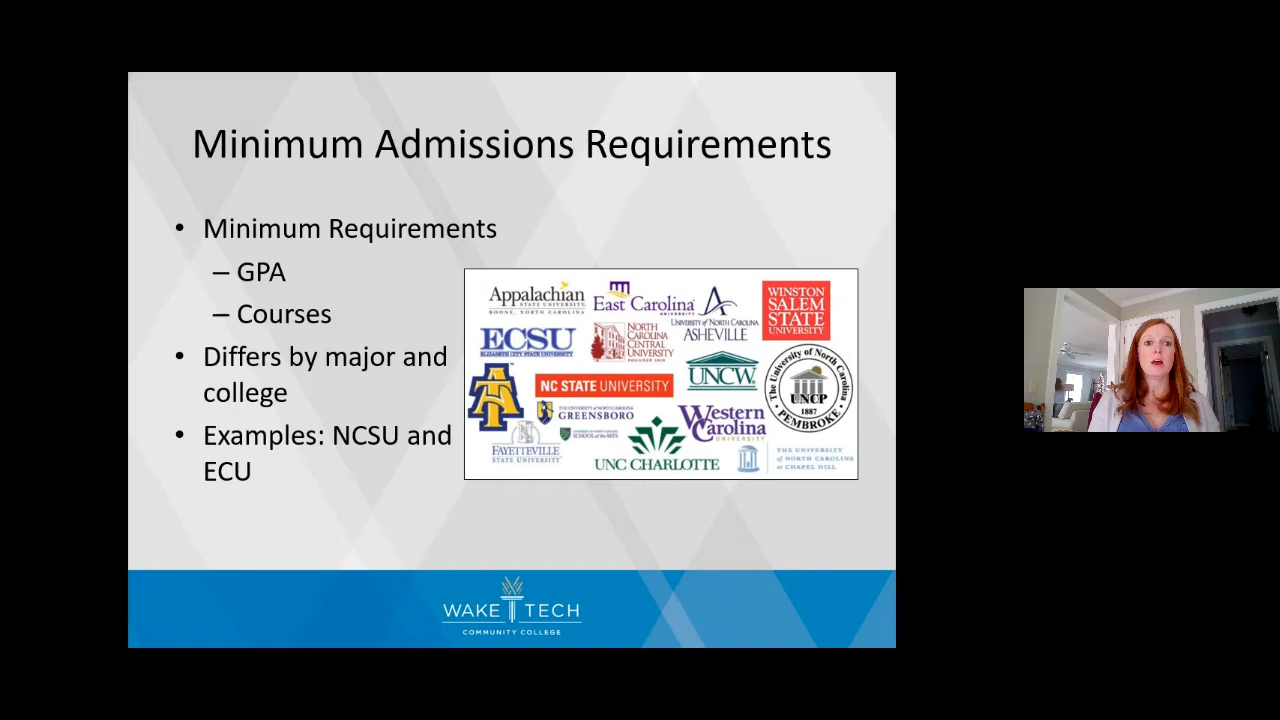 Minimum Admissions Requirements
• Minimum Requirements
– GPA
– Courses
• Differs by major and
college
• Examples: NCSU and
ECU
Appalachian
STATE UNIVERSITY
BOONE, NORTH CAROLINA
East Carolina
UNIVERSITY
UNIVERSITY OF NORTH CAROLINA
ASHEVILLE
WINSTON
SALEM
STATE
UNIVERSITY
ECSU
ELIZABETH CITY STATE UNIVERSITY
NORTH
CAROLINA
CENTRAL
UNIVERSITY
A&T
NC STATE UNIVERSITY
UNCW
The University of North Carolina
UNCP
1887
PEMBROKE
THE UNIVERSITY of NORTH CAROLINA
GREENSBORO
SCHOOL of the ARTS
Western
Carolina
UNIVERSITY
FAYETTEVILLE
STATE UNIVERSITY
UNC CHARLOTTE
THE UNIVERSITY
of NORTH CAROLINA
at CHAPEL HILL
WAKE TECH
COMMUNITY COLLEGE